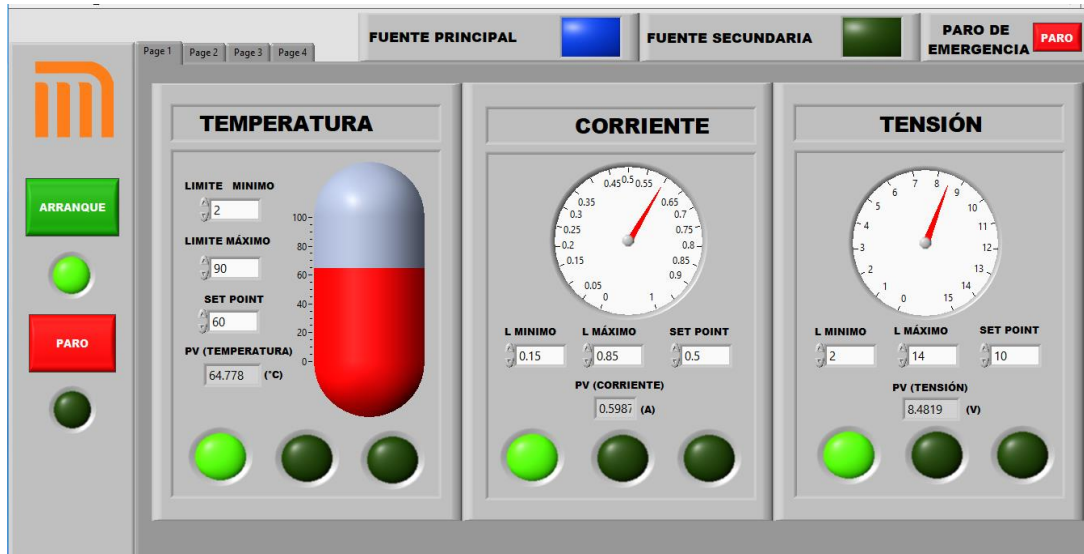 FUENTE PRINCIPAL
FUENTE SECUNDARIA
PARO DE
EMERGENCIA
PARO
Page 1
Page 2
Page 3
Page 4
ARRANQUE
PARO
TEMPERATURA
LIMITE MINIMO
2
LIMITE MÁXIMO
90
SET POINT
60
PV (TEMPERATURA)
64.778 (°C)
100
80
60
40
20
0
CORRIENTE
0
0.05
0.15
0.2
0.25
0.3
0.35
0.45
0.5
0.55
0.65
0.7
0.75
0.8
0.85
0.9
1
L MINIMO
L MÁXIMO
SET POINT
0.15
0.85
0.5
PV (CORRIENTE)
0.5987 (A)
TENSIÓN
0
1
2
3
4
5
6
7
8
9
10
11
12
13
14
15
L MINIMO
L MÁXIMO
SET POINT
2
14
10
PV (TENSIÓN)
8.4819 (V)